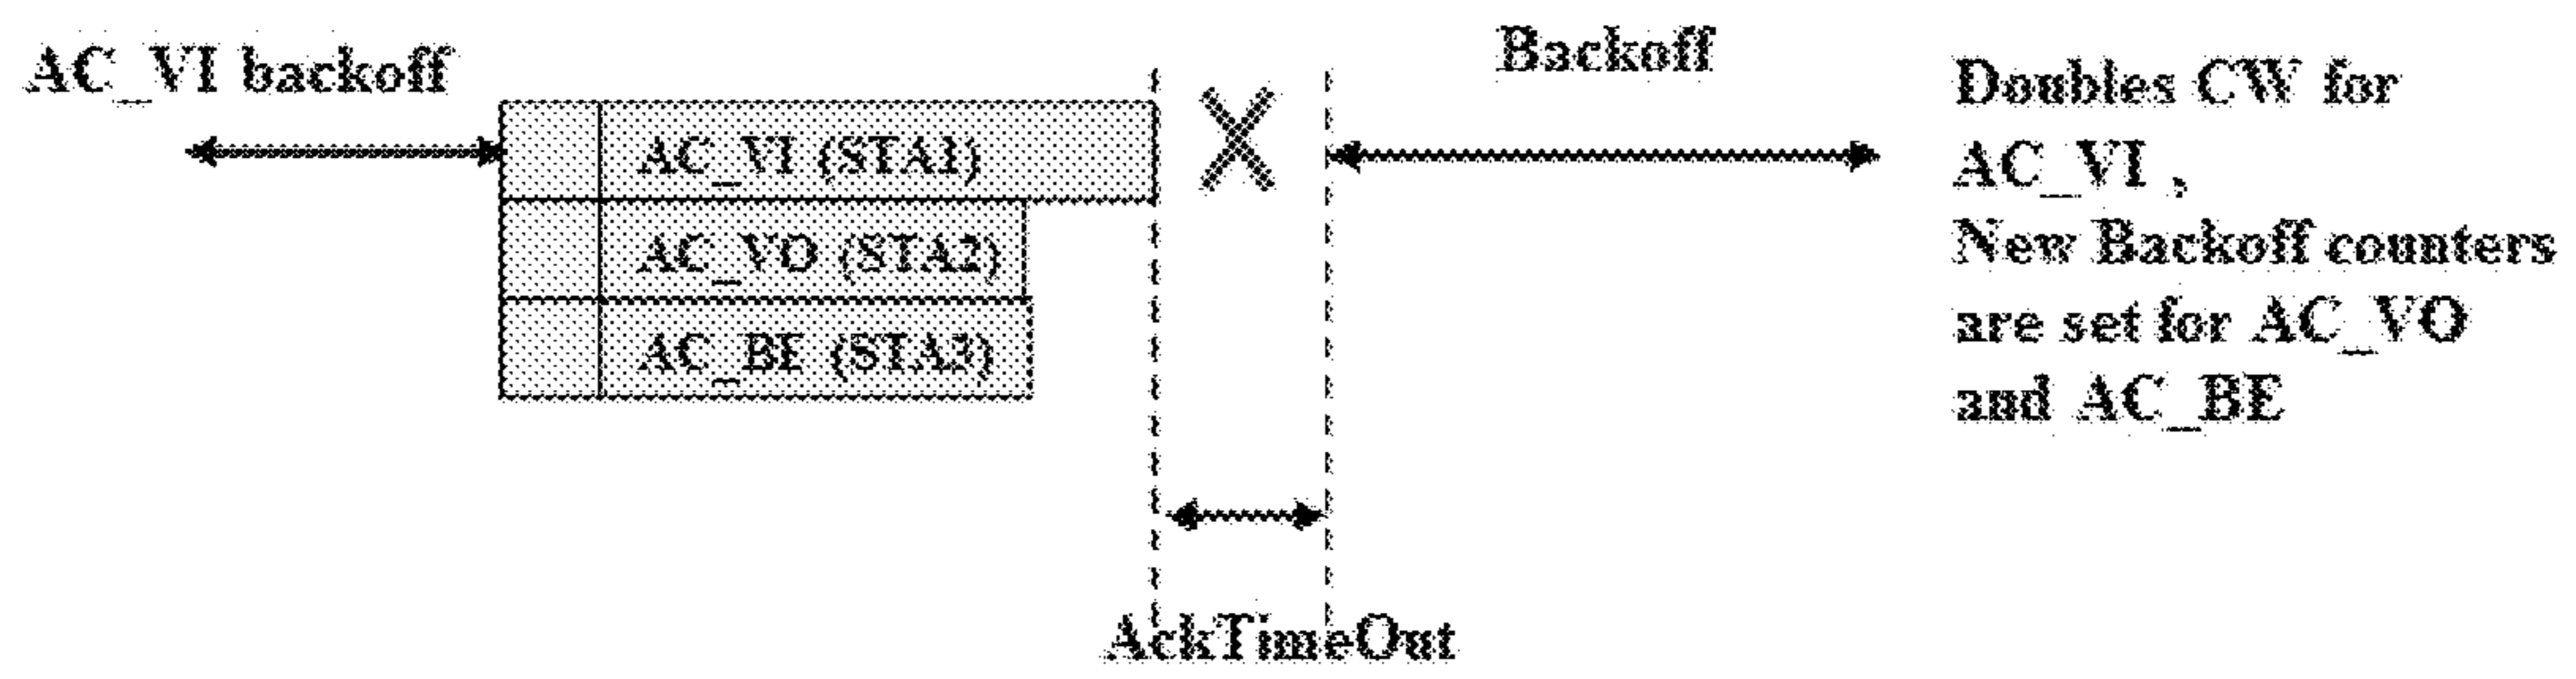 AC_VI backoff
AC_VI (STA1)
AC_VO (STA2)
AC_BE (STA3)
Backoff
Doubles CW for
AC_VI ,
New Backoff counters
are set for AC_VO
and AC_BE
AckTimeOut